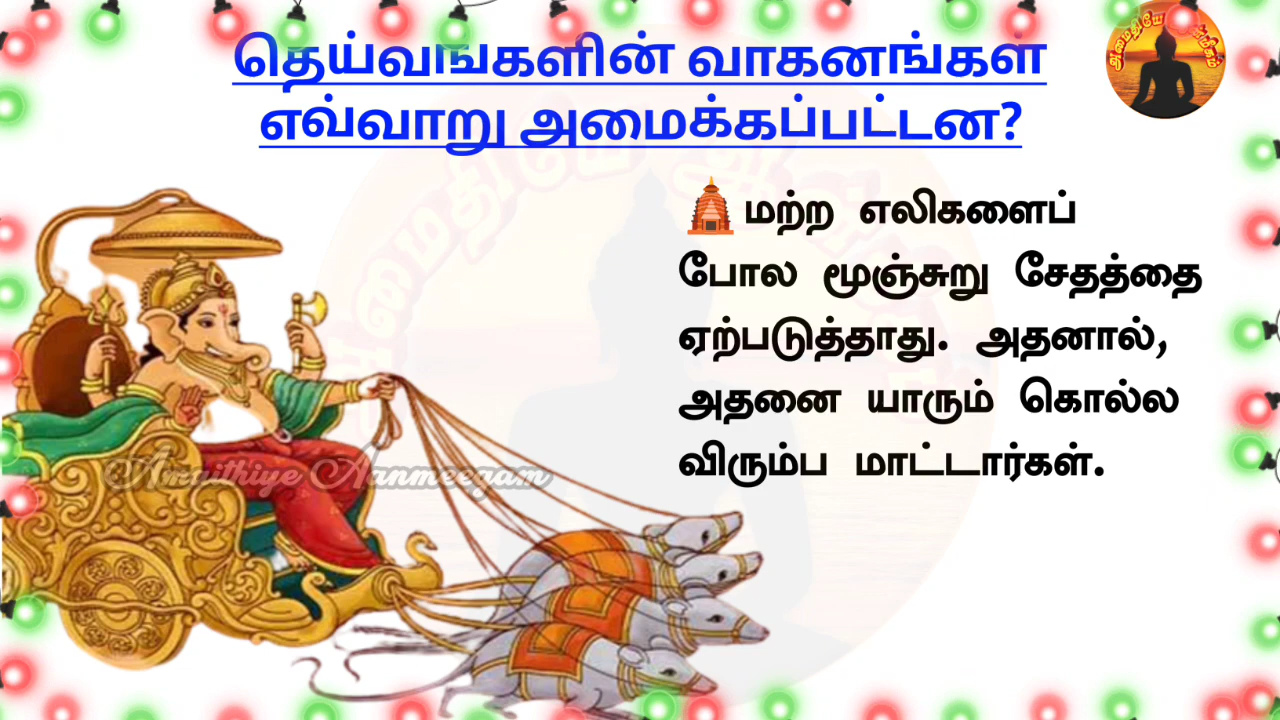 தெய்வங்களின் வாகனங்கள்
எவ்வாறு அமைக்கப்பட்டன?
மற்ற எலிகளைப்
போல மூஞ்சுறு சேதத்தை
ஏற்படுத்தாது. அதனால்,
அதனை யாரும் கொல்ல
விரும்ப மாட்டார்கள்.
Amaithiye Aanmeegam